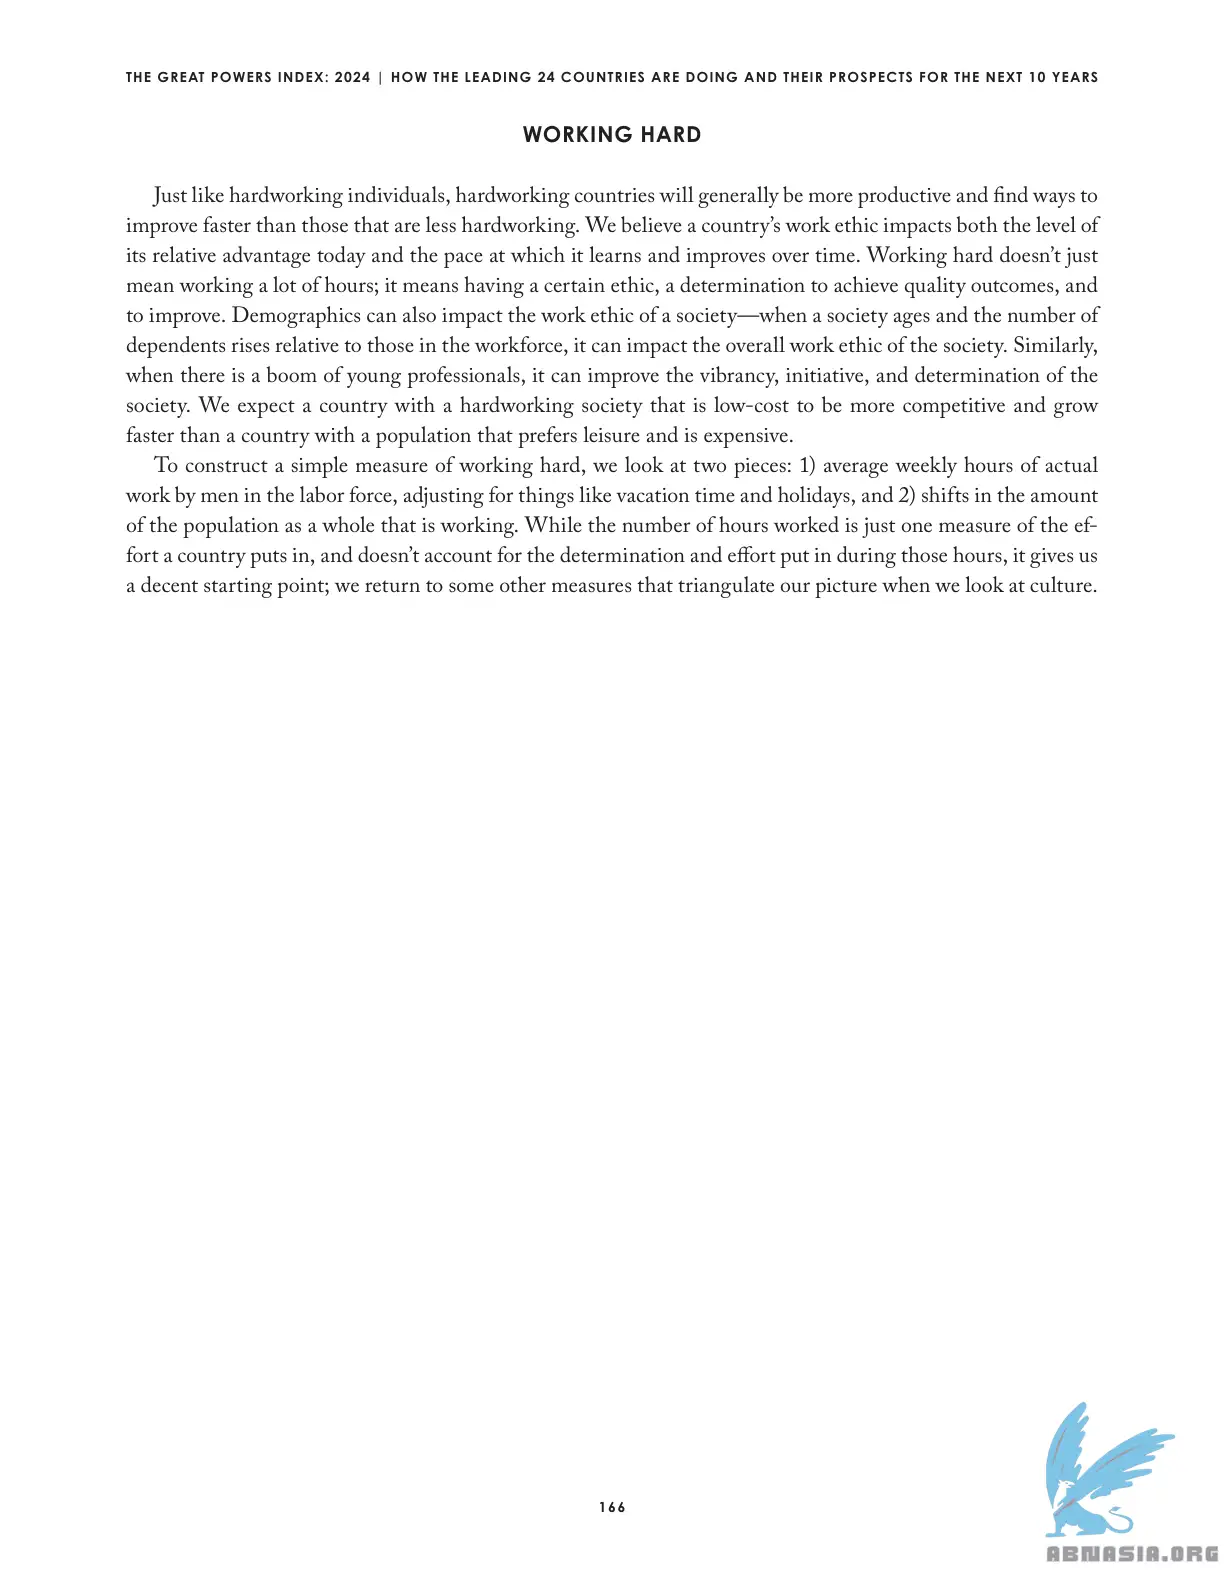 THE GREAT POWERS INDEX: 2024 | HOW THE LEADING 24 COUNTRIES ARE DOING AND THEIR PROSPECTS FOR THE NEXT 10 YEARS
WORKING HARD
Just like hardworking individuals, hardworking countries will generally be more productive and find ways to
improve faster than those that are less hardworking. We believe a country’s work ethic impacts both the level of
its relative advantage today and the pace at which it learns and improves over time. Working hard doesn’t just
mean working a lot of hours; it means having a certain ethic, a determination to achieve quality outcomes, and
to improve. Demographics can also impact the work ethic of a society—when a society ages and the number of
dependents rises relative to those in the workforce, it can impact the overall work ethic of the society. Similarly,
when there is a boom of young professionals, it can improve the vibrancy, initiative, and determination of the
society. We expect a country with a hardworking society that is low-cost to be more competitive and grow
faster than a country with a population that prefers leisure and is expensive.
To construct a simple measure of working hard, we look at two pieces: 1) average weekly hours of actual
work by men in the labor force, adjusting for things like vacation time and holidays, and 2) shifts in the amount
of the population as a whole that is working. While the number of hours worked is just one measure of the ef-
fort a country puts in, and doesn’t account for the determination and effort put in during those hours, it gives us
a decent starting point; we return to some other measures that triangulate our picture when we look at culture.
166
ABNASIA.ORG